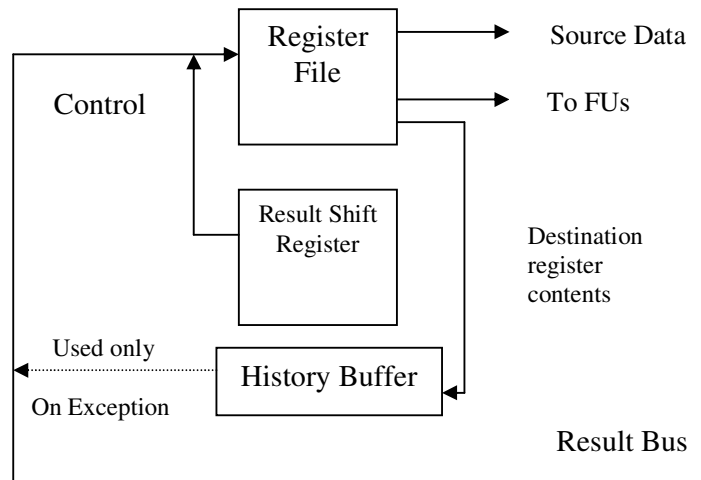 Register
File
Source Data
To FUs
Control
Result Shift
Register
Destination
register
contents
Used only
On Exception
History Buffer
Result Bus